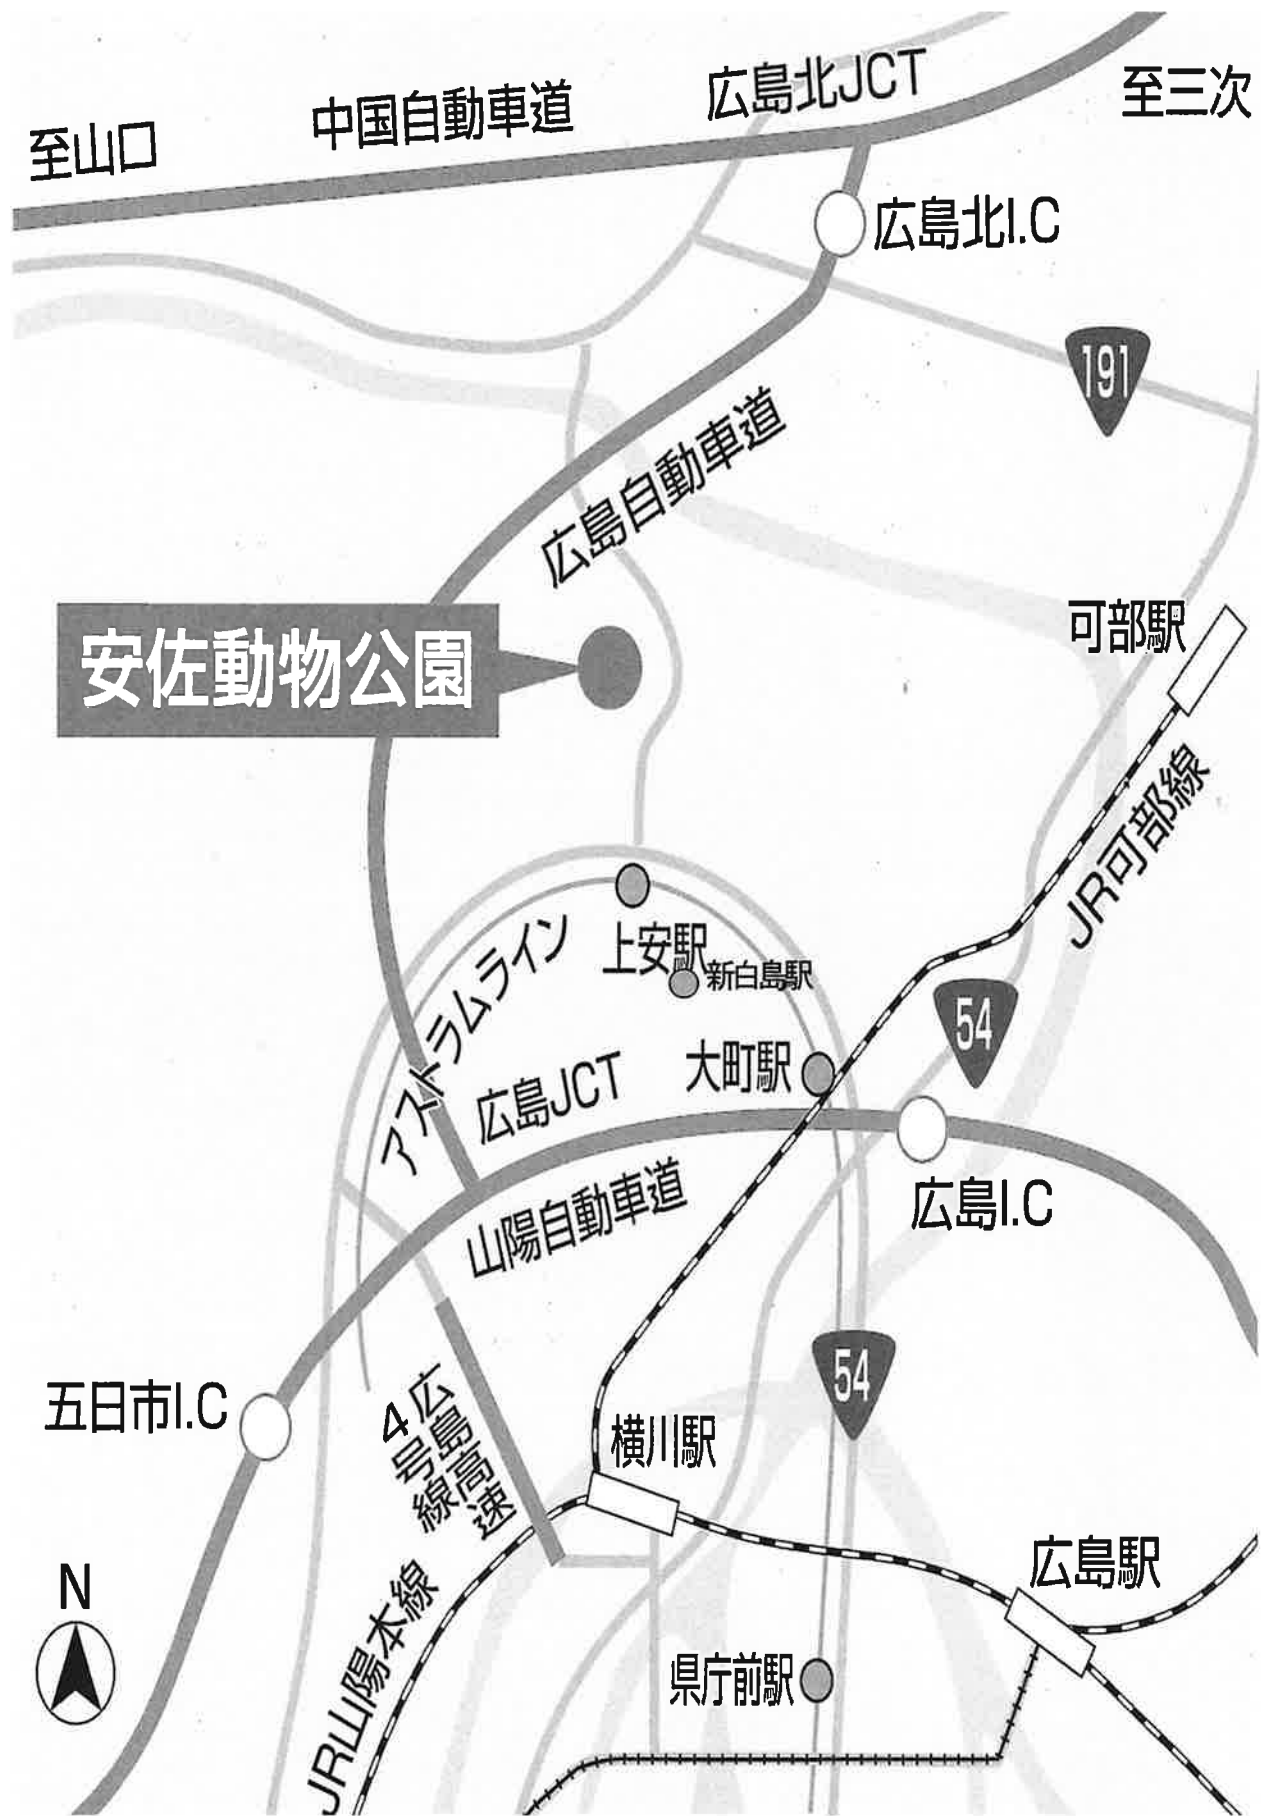 広島北JCT
至三次
中国自動車道
至山口
広島北I.C
191
広島自動車道
可部駅
安佐動物公園
JR可部線
上安駅
新白島駅
アストラムライン
54
大町駅
広島JCT
広島I.C
山陽自動車道
54
五日市I.C
広島高速
4号線
横川駅
広島駅
N
JR山陽本線
県庁前駅